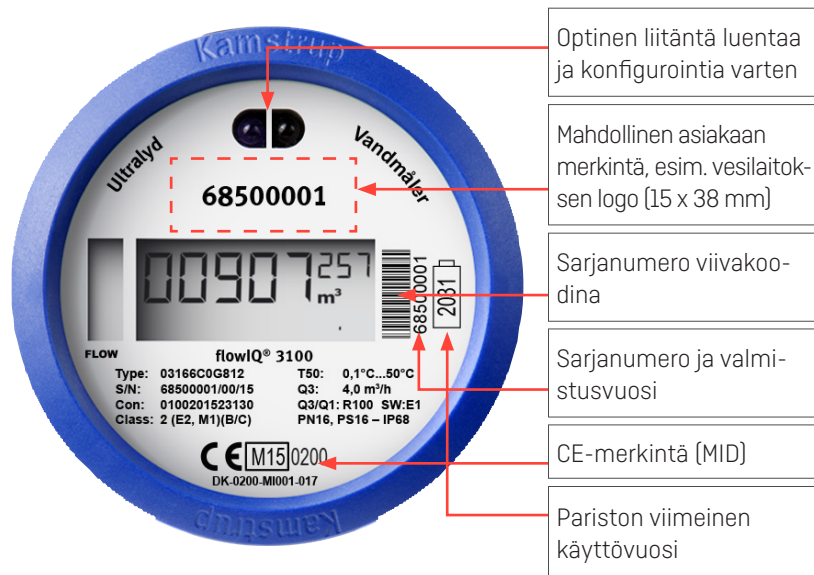 Kamstrup
Ultralyd
Vandmåler
68500001
00907257
m³
68500001
2031
FLOW
flowIQ® 3100
Type: 03166C0G812
S/N: 68500001/00/15
Con: 0100201523130
Class: 2 (E2, M1)(B/C)
T50: 0,1°C...50°C
Q3: 4,0 m³/h
Q3/Q1: R100 SW:E1
PN16, PS16 – IP68
CE M15 0200
DK-0200-MI001-017
Kamstrup
Optinen liitäntä luentaa
ja konfigurointia varten
Mahdollinen asiakaan
merkintä, esim. vesilaitok-
sen logo (15 x 38 mm)
Sarjanumero viivakoo-
dina
Sarjanumero ja valmi-
stusvuosi
CE-merkintä (MID)
Pariston viimeinen
käyttövuosi